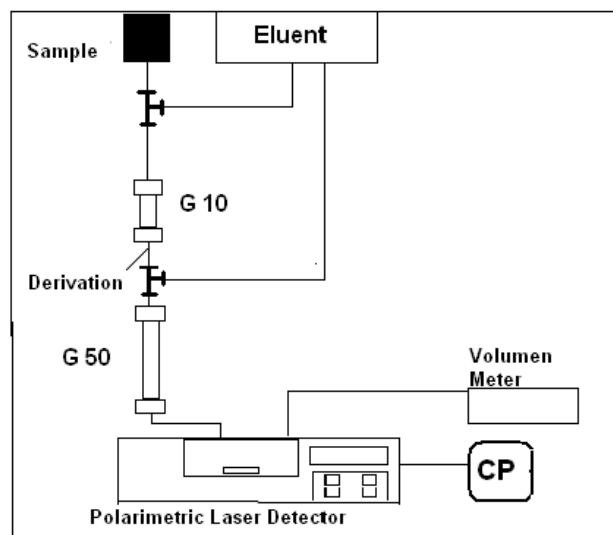 Eluent
Sample
G 10
Derivation
G 50
Volumen
Meter
CP
Polarimetric Laser Detector